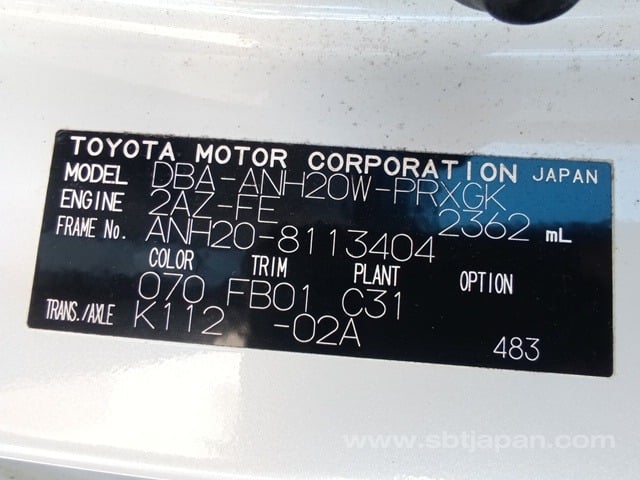 TOYOTA MOTOR CORPORATION JAPAN
MODEL DBA-ANH20W-PRXGK
ENGINE 2AZ-FE 2362 mL
FRAME No. ANH20-8113404
COLOR TRIM PLANT OPTION
070 FB01 C31
TRANS./AXLE K112 -02A
483
www.sbtjapan.com